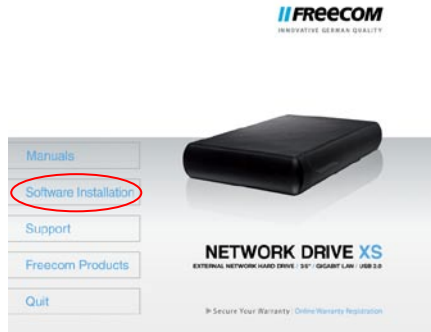 FREECOM
INNOVATIVE GERMAN QUALITY
Manuals
Software Installation
Support
Freecom Products
Quit
NETWORK DRIVE XS
EXTERNAL NETWORK HARD DRIVE / 3.5" / GIGABIT LAN / USB 2.0
Secure Your Warranty: Online Warranty Registration